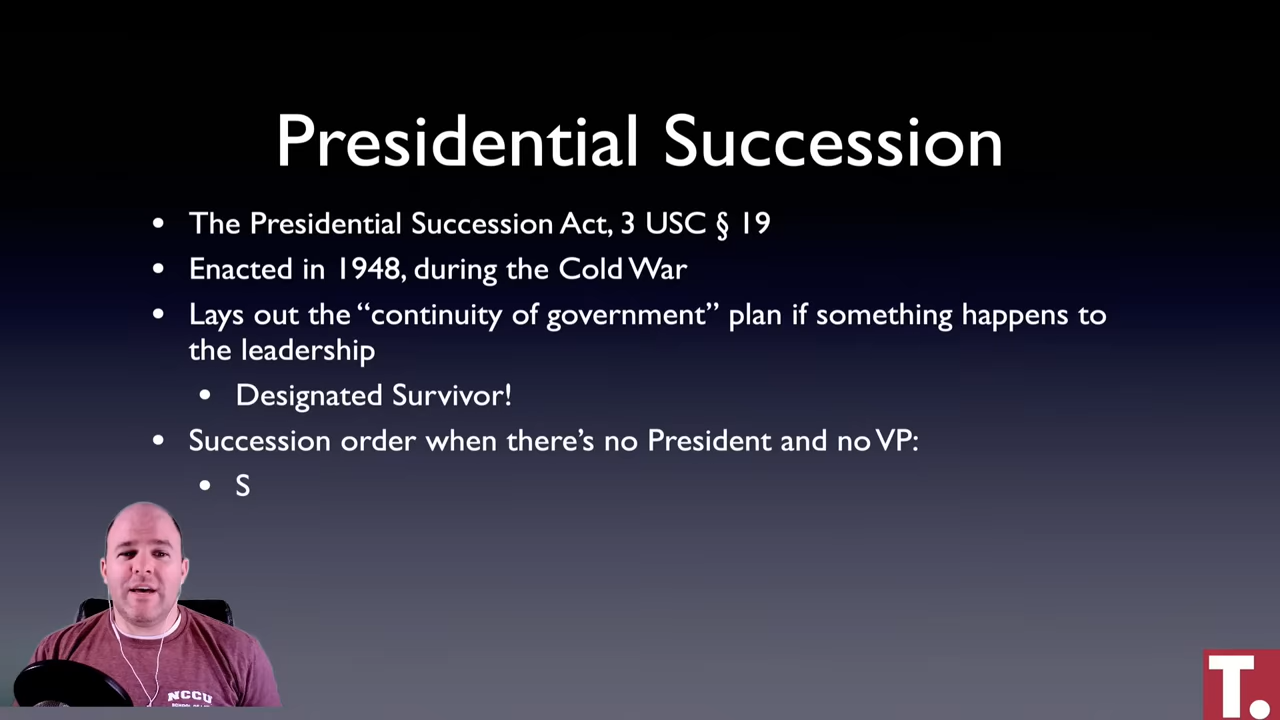 Presidential Succession
• The Presidential Succession Act, 3 USC § 19
• Enacted in 1948, during the Cold War
• Lays out the “continuity of government” plan if something happens to
the leadership
• Designated Survivor!
• Succession order when there’s no President and no VP:
• S
NCCU
T.